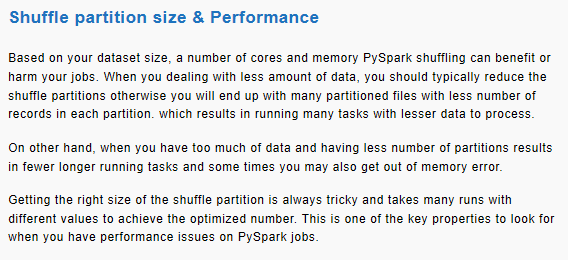 Shuffle partition size & Performance
Based on your dataset size, a number of cores and memory PySpark shuffling can benefit or
harm your jobs. When you dealing with less amount of data, you should typically reduce the
shuffle partitions otherwise you will end up with many partitioned files with less number of
records in each partition. which results in running many tasks with lesser data to process.
On other hand, when you have too much of data and having less number of partitions results
in fewer longer running tasks and some times you may also get out of memory error.
Getting the right size of the shuffle partition is always tricky and takes many runs with
different values to achieve the optimized number. This is one of the key properties to look for
when you have performance issues on PySpark jobs.